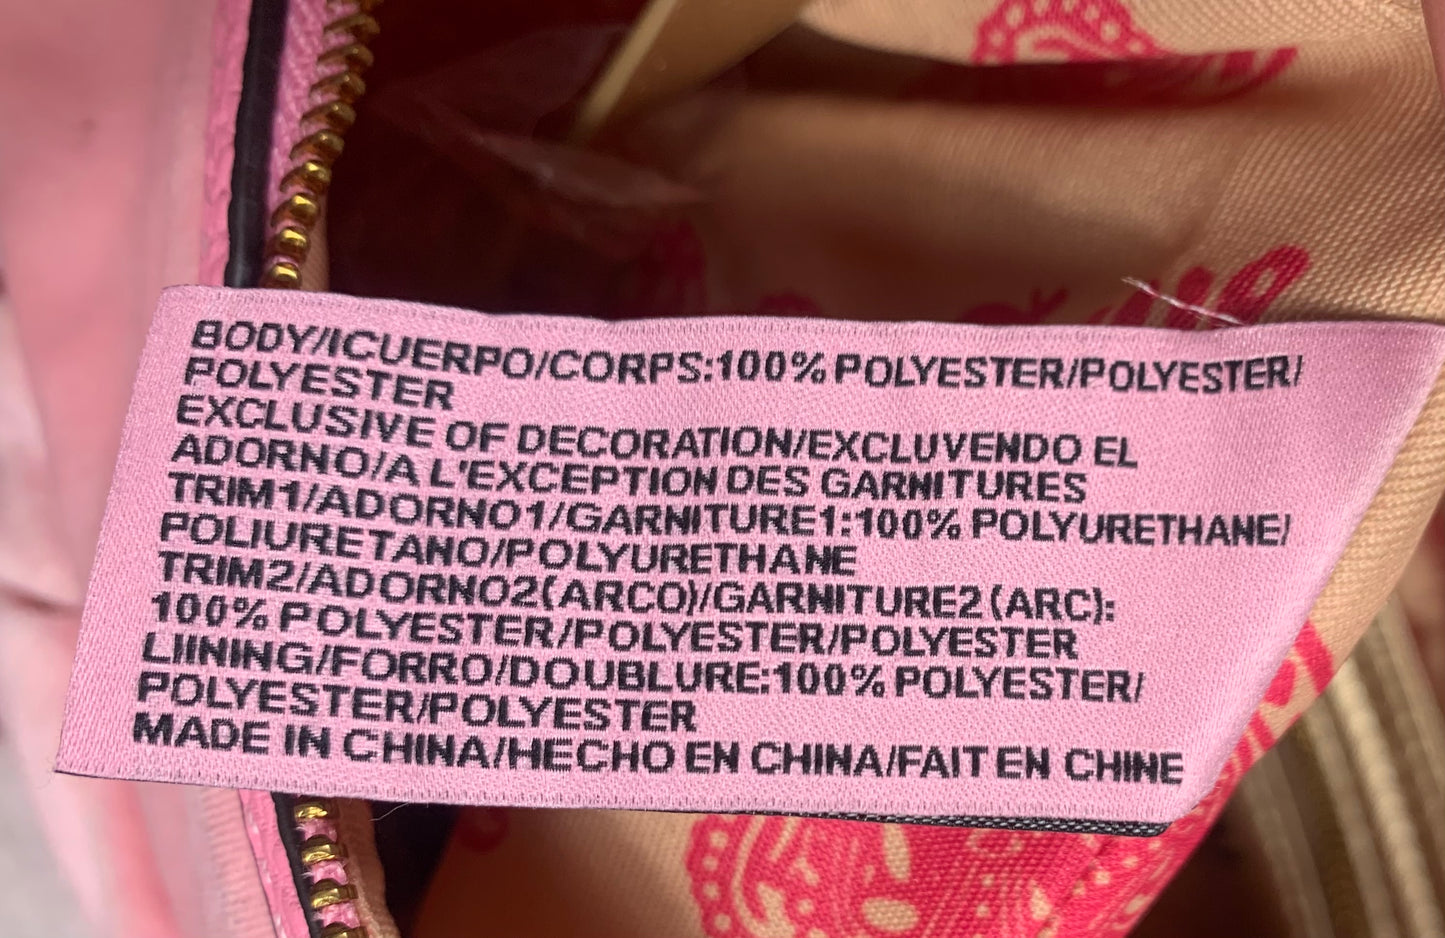 BODY/ICUERPO/CORPS:100% POLYESTER/POLYESTER/
POLYESTER
EXCLUSIVE OF DECORATION/EXCLUVENDO EL
ADORNO/A L'EXCEPTION DES GARNITURES
TRIM1/ADORNO1/GARNITURE1:100% POLYURETHANE/
POLIURETANO/POLYURETHANE
TRIM2/ADORNO2(ARCO)/GARNITURE2(ARC):
100% POLYESTER/POLYESTER/POLYESTER
LIINING/FORRO/DOUBLURE:100% POLYESTER/
POLYESTER/POLYESTER
MADE IN CHINA/HECHO EN CHINA/FAIT EN CHINE